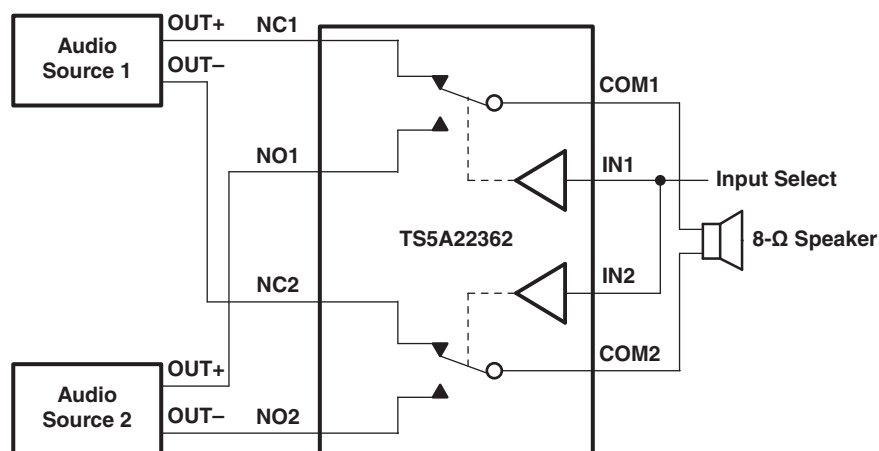 Audio
Source 1
OUT+
OUT–
NC1
NO1
NC2
NO2
Audio
Source 2
OUT+
OUT–
TS5A22362
COM1
IN1
Input Select
8-Ω Speaker
IN2
COM2